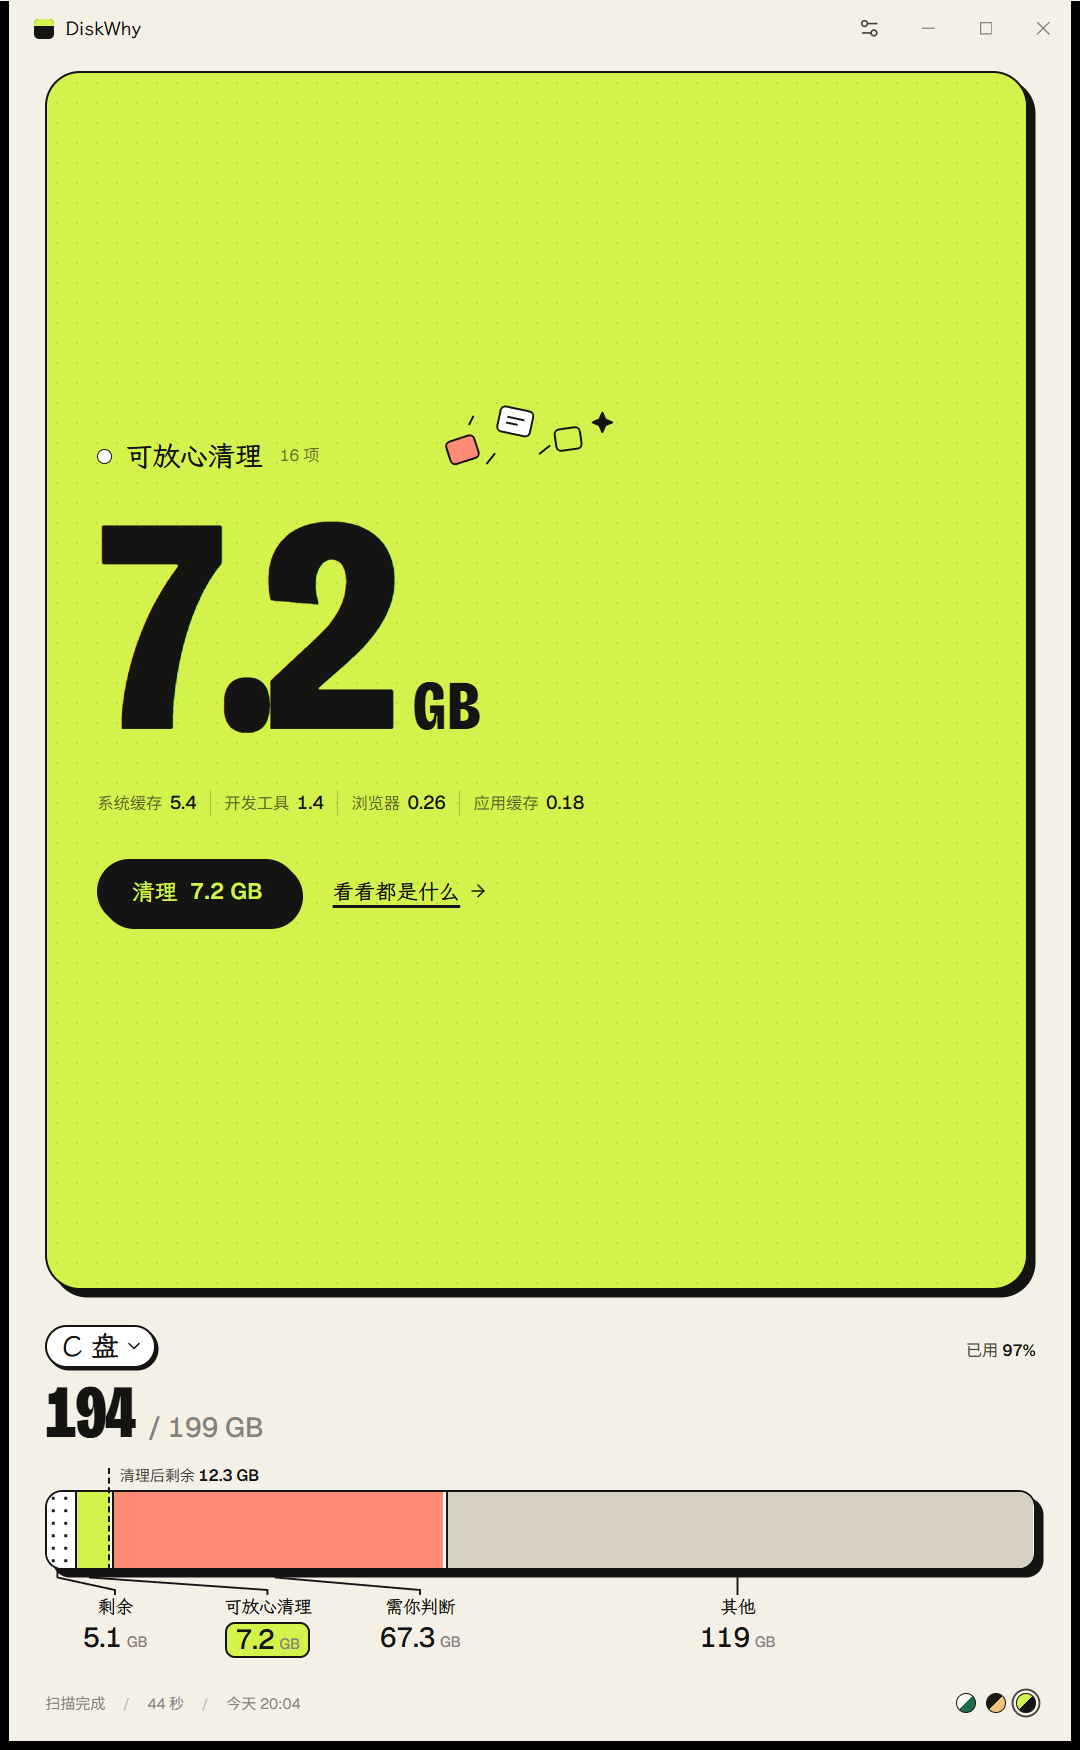 DiskWhy
可放心清理 16 项
7.2 GB
系统缓存 5.4 开发工具 1.4 浏览器 0.26 应用缓存 0.18
清理 7.2 GB 看看都是什么 →
C 盘
已用 97%
194 / 199 GB
清理后剩余 12.3 GB
剩余 可放心清理 需你判断 其他
5.1 GB 7.2 GB 67.3 GB 119 GB
扫描完成 / 44 秒 / 今天 20:04